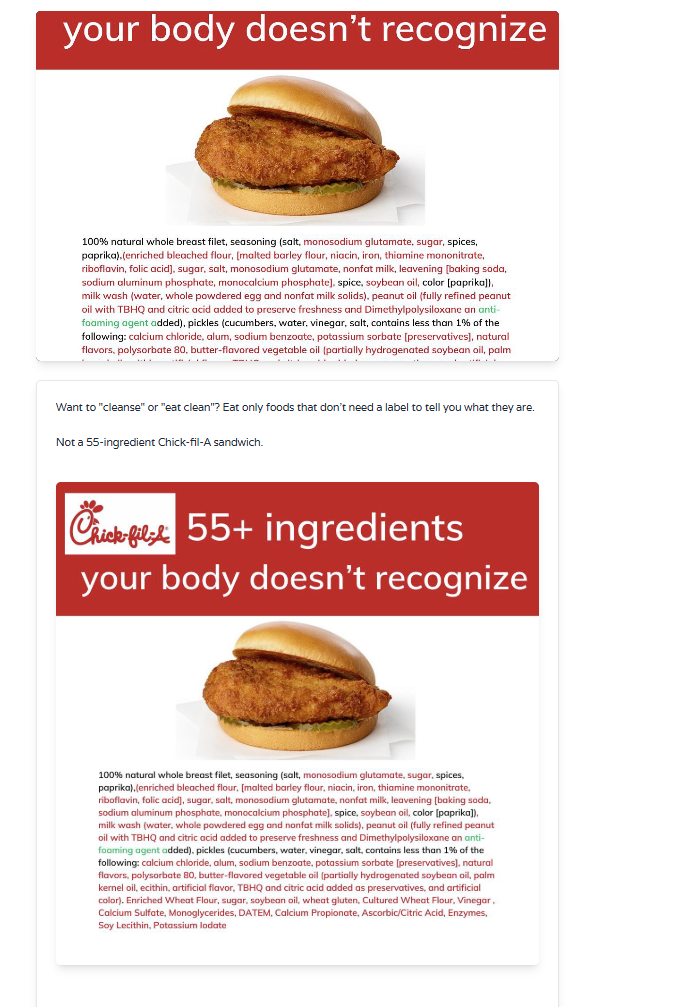 your body doesn't recognize
100% natural whole breast filet, seasoning (salt, monosodium glutamate, sugar, spices,
paprika),(enriched bleached flour, [malted barley flour, niacin, iron, thiamine mononitrate,
riboflavin, folic acid], sugar, salt, monosodium glutamate, nonfat milk, leavening [baking soda,
sodium aluminum phosphate, monocalcium phosphate], spice, soybean oil, color [paprika]),
milk wash (water, whole powdered egg and nonfat milk solids), peanut oil (fully refined peanut
oil with TBHQ and citric acid added to preserve freshness and Dimethylpolysiloxane an anti-
foaming agent added), pickles (cucumbers, water, vinegar, salt, contains less than 1% of the
following: calcium chloride, alum, sodium benzoate, potassium sorbate [preservatives], natural
flavors, polysorbate 80, butter-flavored vegetable oil (partially hydrogenated soybean oil, palm
Want to "cleanse" or "eat clean"? Eat only foods that don't need a label to tell you what they are.
Not a 55-ingredient Chick-fil-A sandwich.
Chick-fil-A
55+ ingredients
your body doesn't recognize
100% natural whole breast filet, seasoning (salt, monosodium glutamate, sugar, spices,
paprika),(enriched bleached flour, [malted barley flour, niacin, iron, thiamine mononitrate,
riboflavin, folic acid], sugar, salt, monosodium glutamate, nonfat milk, leavening [baking soda,
sodium aluminum phosphate, monocalcium phosphate], spice, soybean oil, color [paprika]),
milk wash (water, whole powdered egg and nonfat milk solids), peanut oil (fully refined peanut
oil with TBHQ and citric acid added to preserve freshness and Dimethylpolysiloxane an anti-
foaming agent added), pickles (cucumbers, water, vinegar, salt, contains less than 1% of the
following: calcium chloride, alum, sodium benzoate, potassium sorbate [preservatives], natural
flavors, polysorbate 80, butter-flavored vegetable oil (partially hydrogenated soybean oil, palm
kernel oil, ecithin, artificial flavor, TBHQ and citric acid added as preservatives, and artificial
color). Enriched Wheat Flour, sugar, soybean oil, wheat gluten, Cultured Wheat Flour, Vinegar .
Calcium Sulfate, Monoglycerides, DATEM, Calcium Propionate, Ascorbic/Citric Acid, Enzymes,
Soy Lecithin, Potassium Iodate